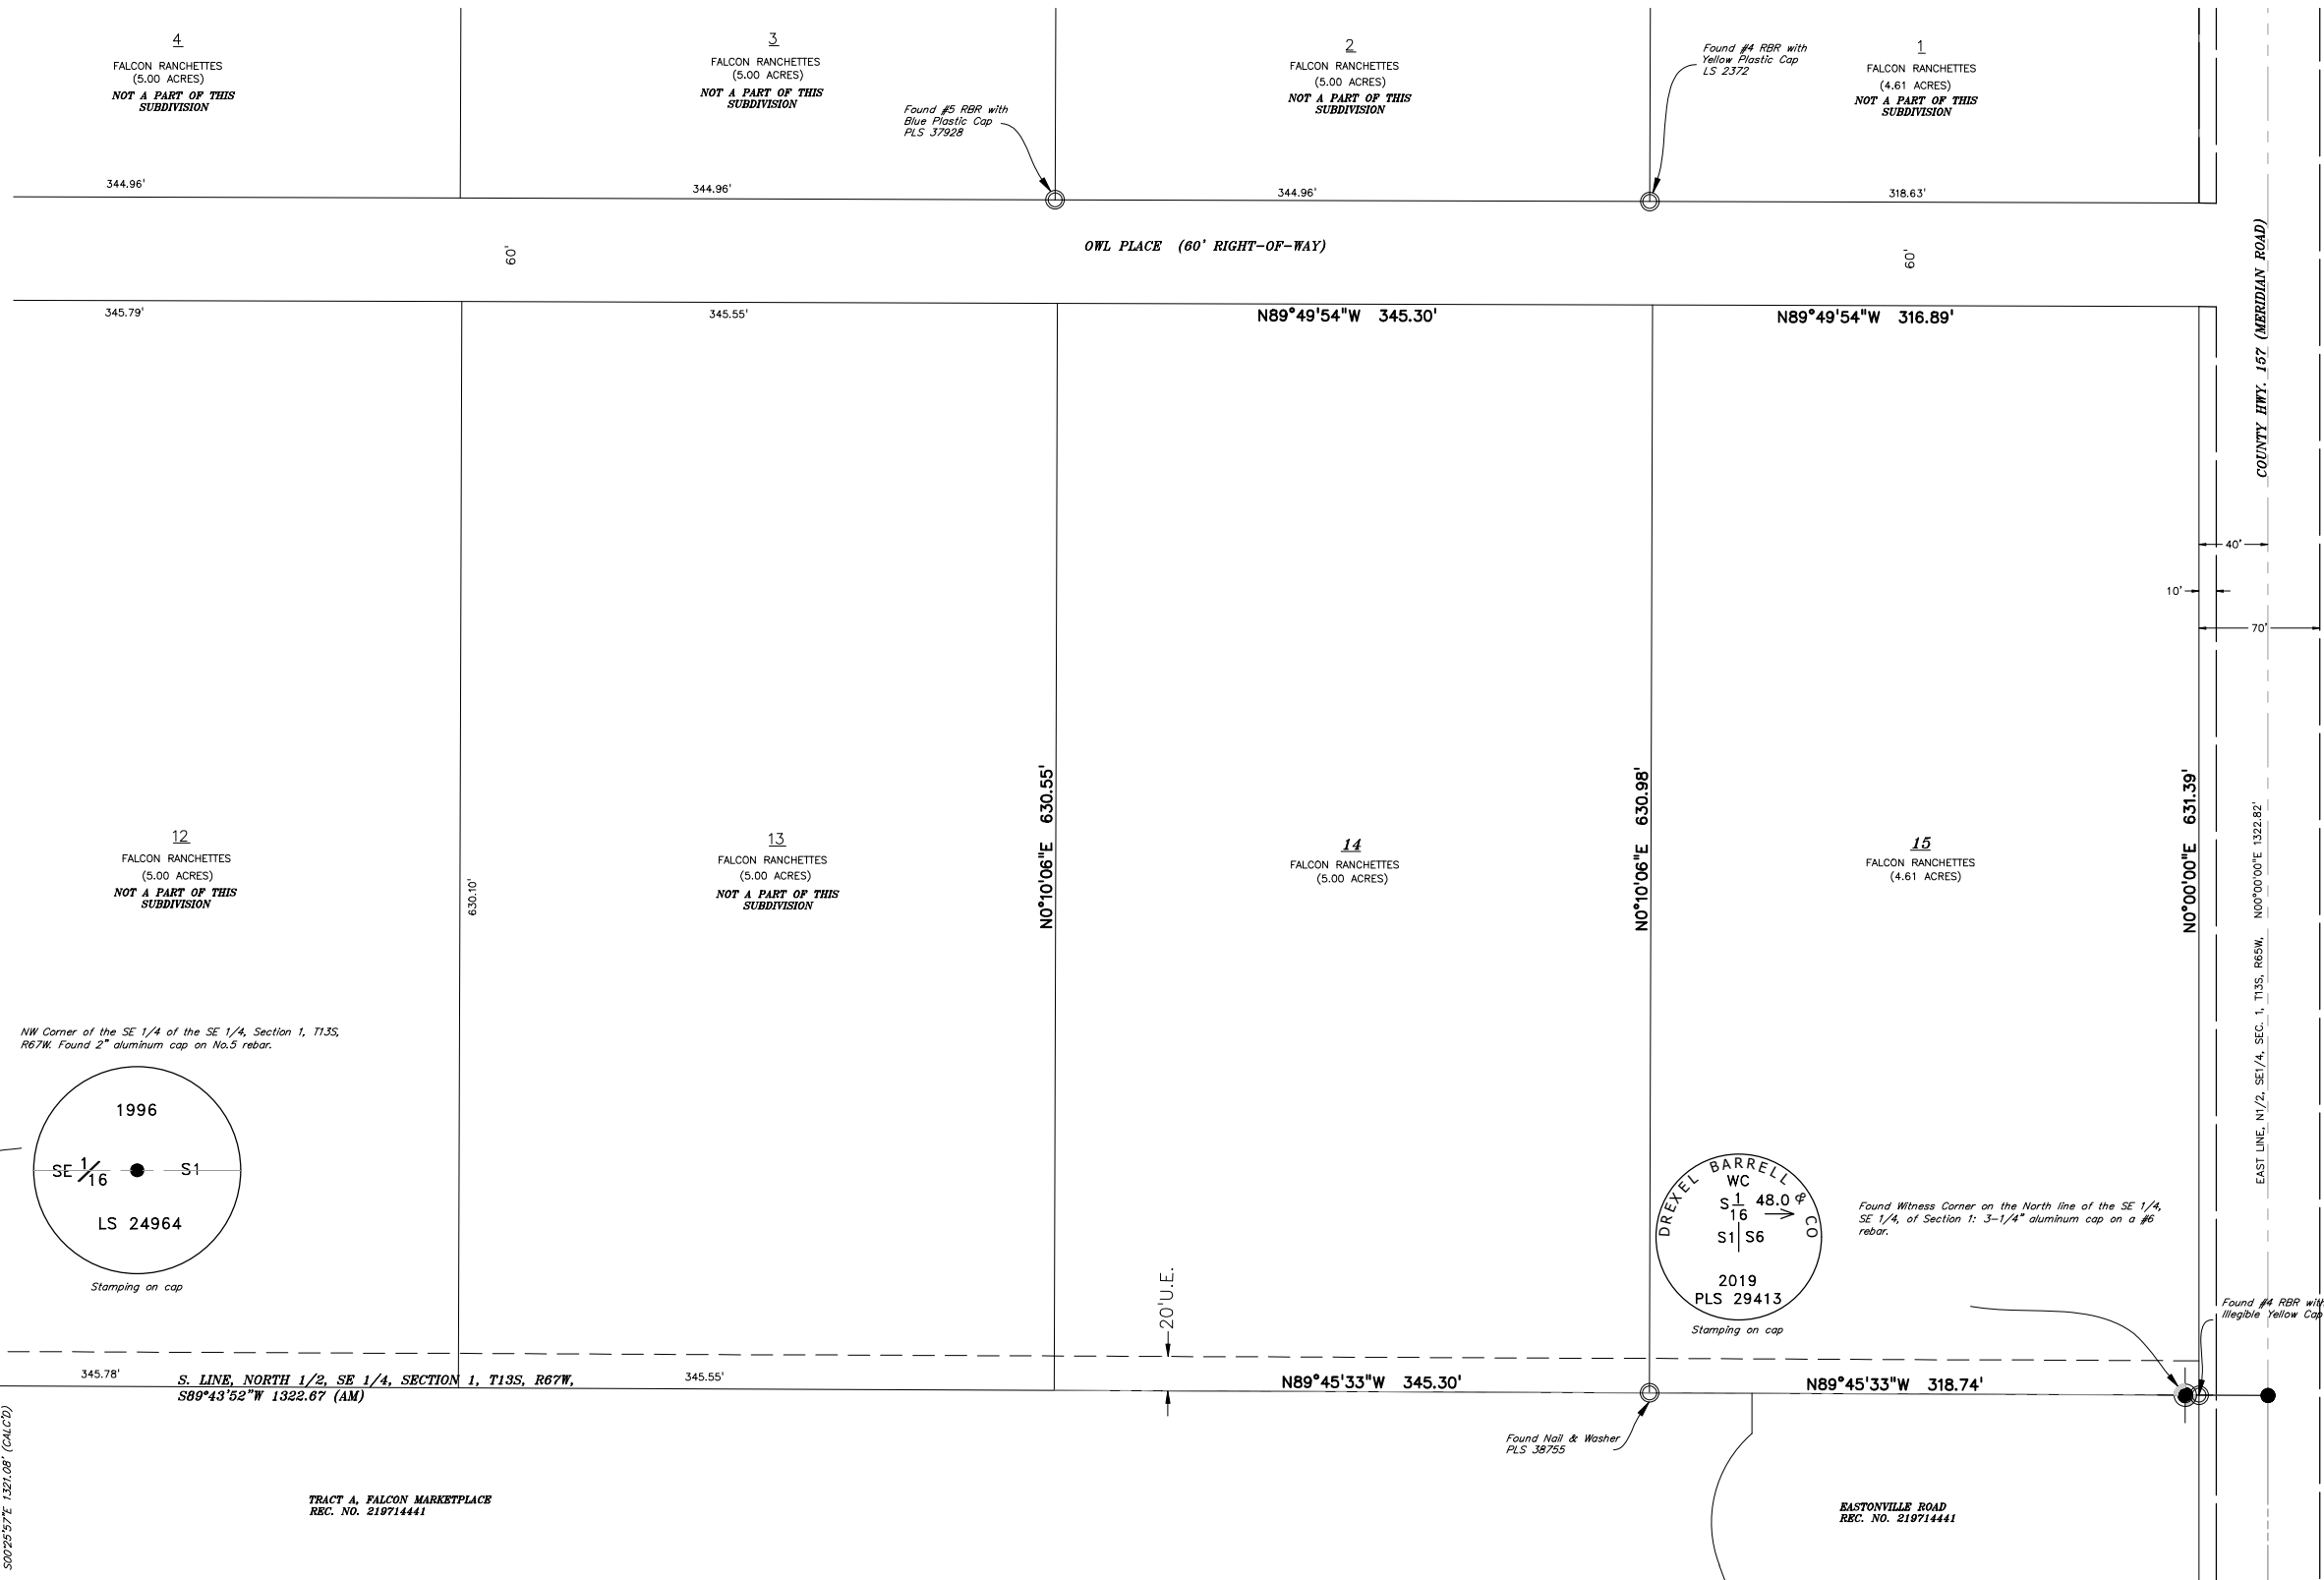 4
FALCON RANCHETTES
(5.00 ACRES)
NOT A PART OF THIS
SUBDIVISION
3
FALCON RANCHETTES
(5.00 ACRES)
NOT A PART OF THIS
SUBDIVISION
2
FALCON RANCHETTES
(5.00 ACRES)
NOT A PART OF THIS
SUBDIVISION
1
FALCON RANCHETTES
(4.61 ACRES)
NOT A PART OF THIS
SUBDIVISION
Found #5 RBR with
Blue Plastic Cap
PLS 37928
Found #4 RBR with
Yellow Plastic Cap
LS 2372
344.96'
344.96'
344.96'
318.63'
60'
OWL PLACE (60' RIGHT-OF-WAY)
60'
COUNTY HWY. 157 (MERIDIAN ROAD)
345.79'
345.55'
N89°49'54"W 345.30'
N89°49'54"W 316.89'
40'
10'
70'
12
FALCON RANCHETTES
(5.00 ACRES)
NOT A PART OF THIS
SUBDIVISION
630.10'
13
FALCON RANCHETTES
(5.00 ACRES)
NOT A PART OF THIS
SUBDIVISION
N0°10'06"E 630.55'
14
FALCON RANCHETTES
(5.00 ACRES)
N0°10'06"E 630.98'
15
FALCON RANCHETTES
(4.61 ACRES)
N0°00'00"E 631.39'
EAST LINE, N1/2, SE1/4, SEC. 1, T13S, R65W, N00°00'00"E 1322.82'
NW Corner of the SE 1/4 of the SE 1/4, Section 1, T13S,
R67W. Found 2" aluminum cap on No.5 rebar.
1996
SE 1/16 S1
LS 24964
Stamping on cap
DREXEL BARRELL & CO
WC
S 1/16 48.0
S1 S6
2019
PLS 29413
Stamping on cap
Found Witness Corner on the North line of the SE 1/4,
SE 1/4, of Section 1: 3-1/4" aluminum cap on a #6
rebar.
Found #4 RBR with
Illegible Yellow Cap
20'U.E.
345.78'
S. LINE, NORTH 1/2, SE 1/4, SECTION 1, T13S, R67W,
S89°43'52"W 1322.67 (AM)
345.55'
N89°45'33"W 345.30'
N89°45'33"W 318.74'
Found Nail & Washer
PLS 38755
S00°25'57"E 1321.08' (CALC'D)
TRACT A, FALCON MARKETPLACE
REC. NO. 219714441
EASTONVILLE ROAD
REC. NO. 219714441